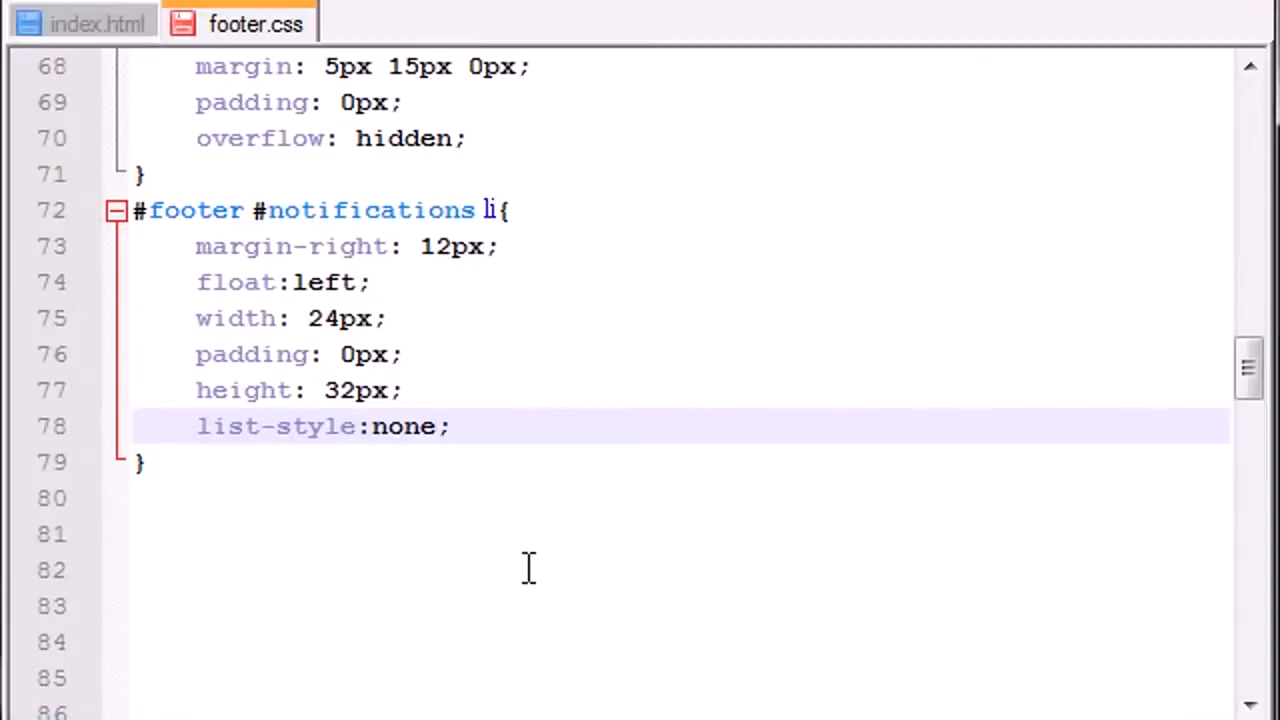 index.html footer.css
68 margin: 5px 15px 0px;
69 padding: 0px;
70 overflow: hidden;
71 }
72 #footer #notifications li{
73 margin-right: 12px;
74 float:left;
75 width: 24px;
76 padding: 0px;
77 height: 32px;
78 list-style:none;
79 }
80
81
82
83
84
85
86